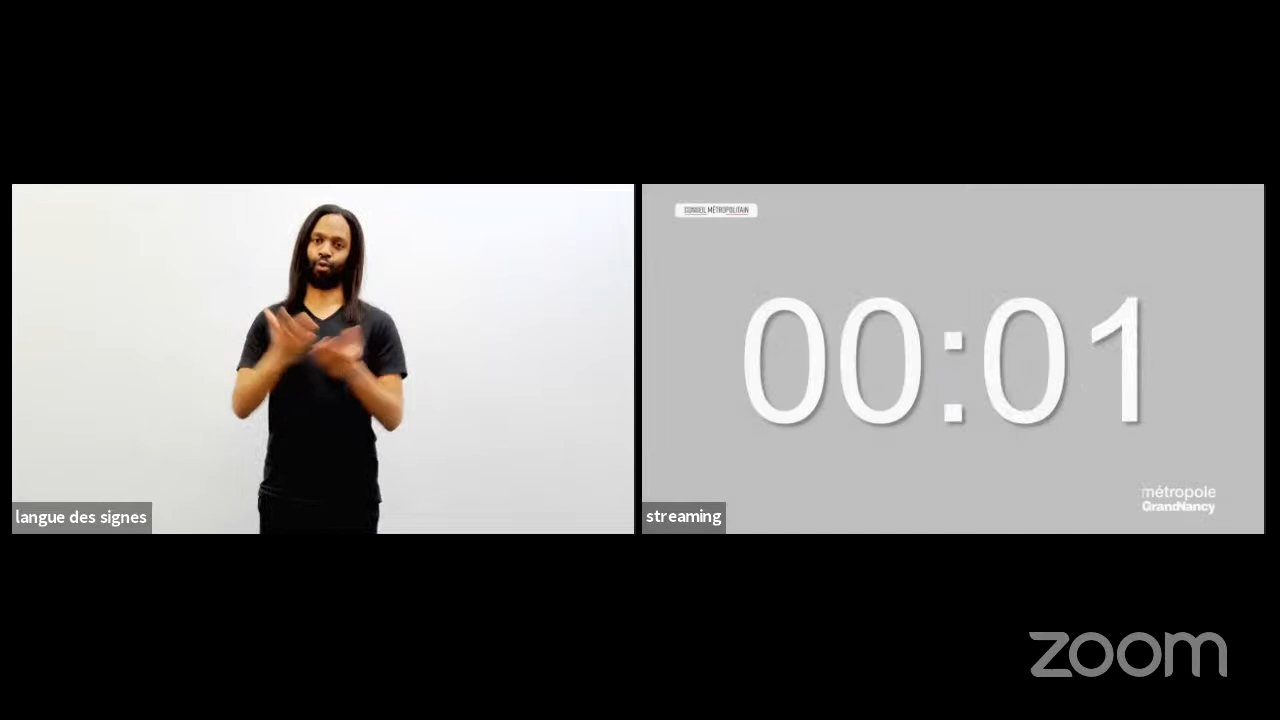 CONSEIL MÉTROPOLITAIN
00:01
métropole
GrandNancy
langue des signes
streaming
zoom